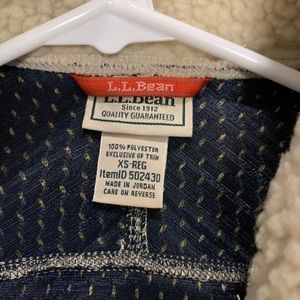 L.L.Bean
L.L.Bean
Since 1912
QUALITY GUARANTEED
100% POLYESTER
EXCLUSIVE OF TRIM
XS-REG
ItemID 502430
MADE IN JORDAN
CARE ON REVERSE